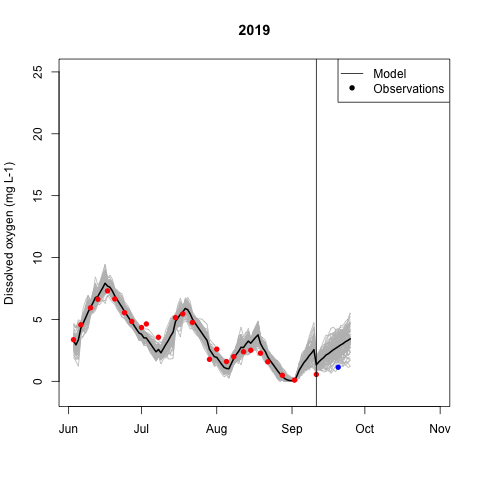 2019
Model
Observations
Dissolved oxygen (mg L-1)
25
20
15
10
5
0
Jun Jul Aug Sep Oct Nov